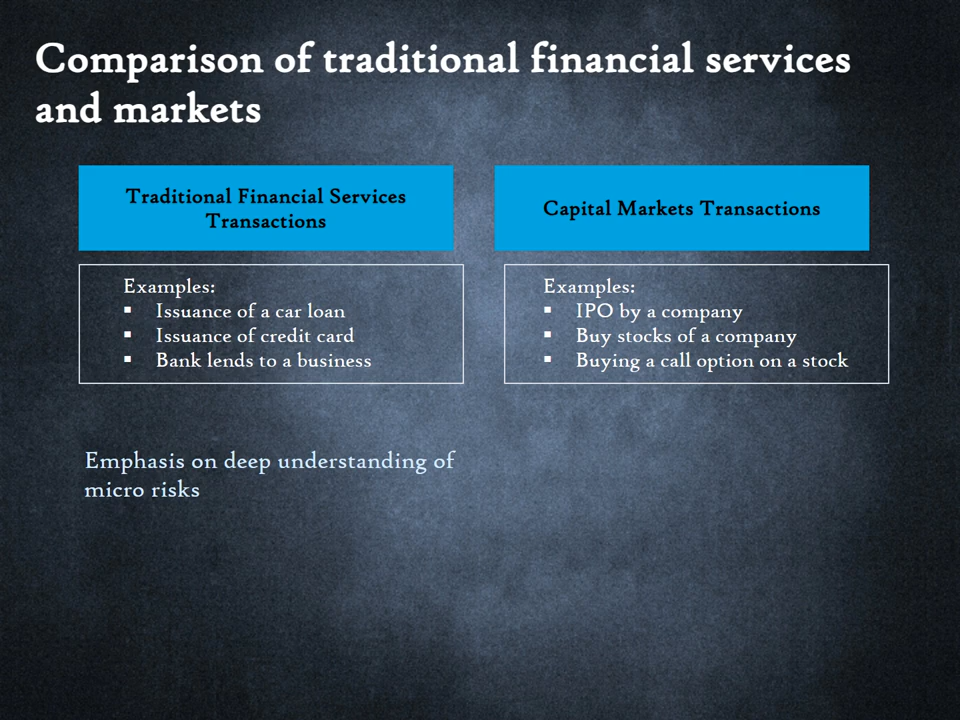 Comparison of traditional financial services
and markets
Traditional Financial Services
Transactions
Capital Markets Transactions
Examples:
▪ Issuance of a car loan
▪ Issuance of credit card
▪ Bank lends to a business
Examples:
▪ IPO by a company
▪ Buy stocks of a company
▪ Buying a call option on a stock
Emphasis on deep understanding of
micro risks